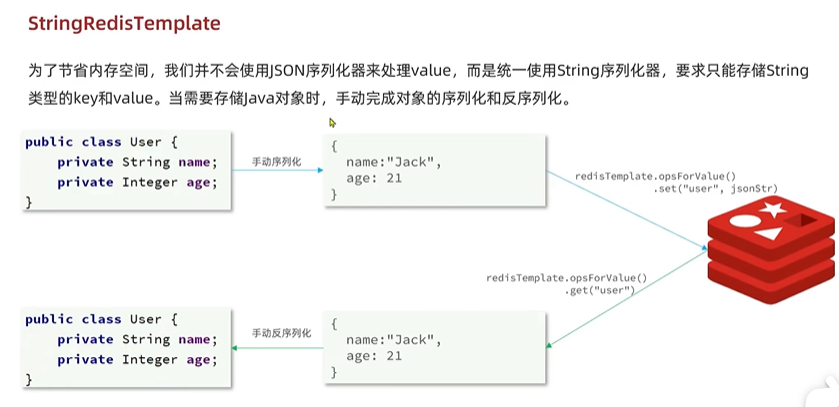 StringRedisTemplate
为了节省内存空间，我们并不会使用JSON序列化器来处理value，而是统一使用String序列化器，要求只能存储String
类型的key和value。当需要存储Java对象时，手动完成对象的序列化和反序列化。
public class User {
    private String name;
    private Integer age;
}
手动序列化
{
  name:"Jack",
  age: 21
}
redisTemplate.opsForValue()
.set("user", jsonStr)
redisTemplate.opsForValue()
.get("user")
public class User {
    private String name;
    private Integer age;
}
手动反序列化
{
  name:"Jack",
  age: 21
}